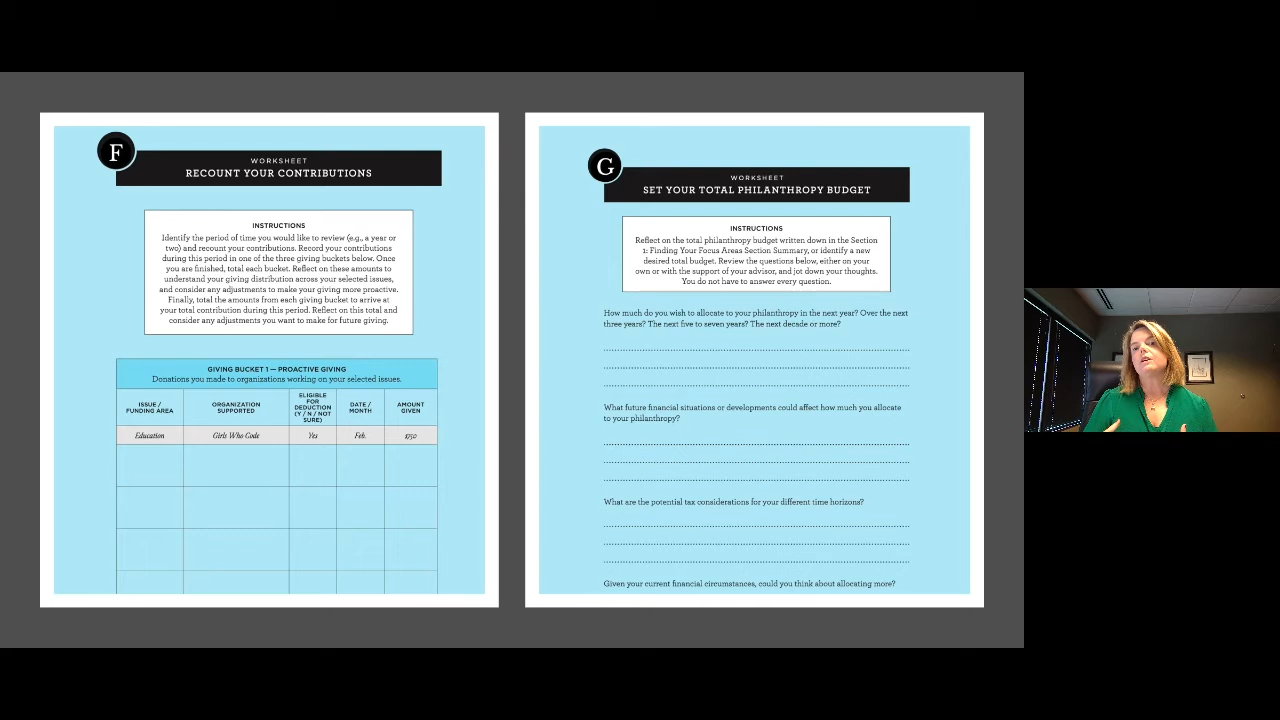 F
WORKSHEET
RECOUNT YOUR CONTRIBUTIONS
INSTRUCTIONS
Identify the period of time you would like to review (e.g., a year or
two) and recount your contributions. Record your contributions
during this period in one of the three giving buckets below. Once
you are finished, total each bucket. Reflect on these amounts to
understand your giving distribution across your selected issues,
and consider any adjustments to make your giving more proactive.
Finally, total the amounts from each giving bucket to arrive at
your total contribution during this period. Reflect on this total and
consider any adjustments you want to make for future giving.
GIVING BUCKET 1 — PROACTIVE GIVING
Donations you made to organizations working on your selected issues.
ISSUE /
FUNDING AREA
ORGANIZATION
SUPPORTED
ELIGIBLE
FOR
DEDUCTION
(Y / N / NOT
SURE)
DATE /
MONTH
AMOUNT
GIVEN
Education
Girls Who Code
Yes
Feb.
1750
G
WORKSHEET
SET YOUR TOTAL PHILANTHROPY BUDGET
INSTRUCTIONS
Reflect on the total philanthropy budget written down in the Section
1: Finding Your Focus Areas Section Summary, or identify a new
desired total budget. Review the questions below, either on your
own or with the support of your advisor, and jot down your thoughts.
You do not have to answer every question.
How much do you wish to allocate to your philanthropy in the next year? Over the next
three years? The next five to seven years? The next decade or more?
What future financial situations or developments could affect how much you allocate
to your philanthropy?
What are the potential tax considerations for your different time horizons?
Given your current financial circumstances, could you think about allocating more?